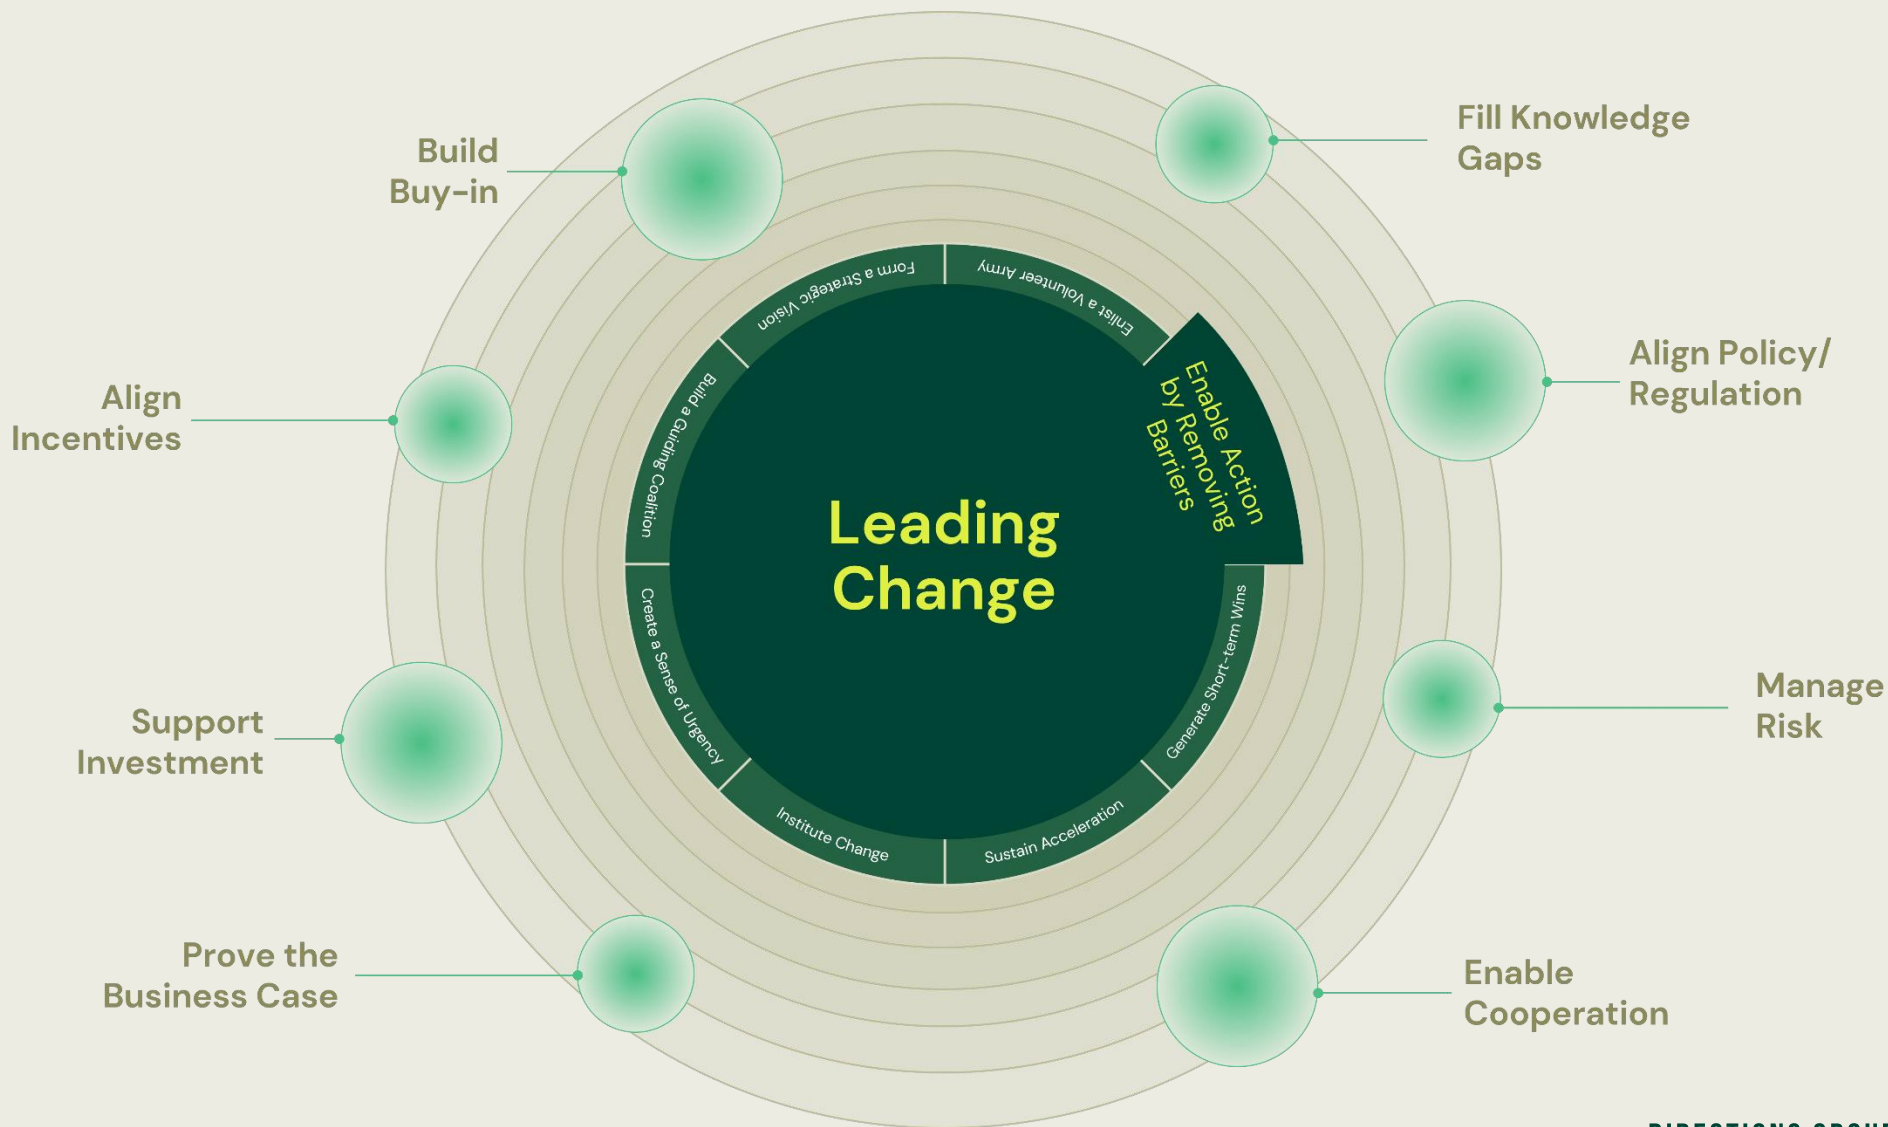 Build
Buy-in
Fill Knowledge
Gaps
Align
Incentives
Align Policy/
Regulation
Support
Investment
Manage
Risk
Prove the
Business Case
Enable
Cooperation
Leading
Change
Create a Sense of Urgency
Build a Guiding Coalition
Form a Strategic Vision
Enlist a Volunteer Army
Enable Action
by Removing
Barriers
Generate Short-term Wins
Sustain Acceleration
Institute Change